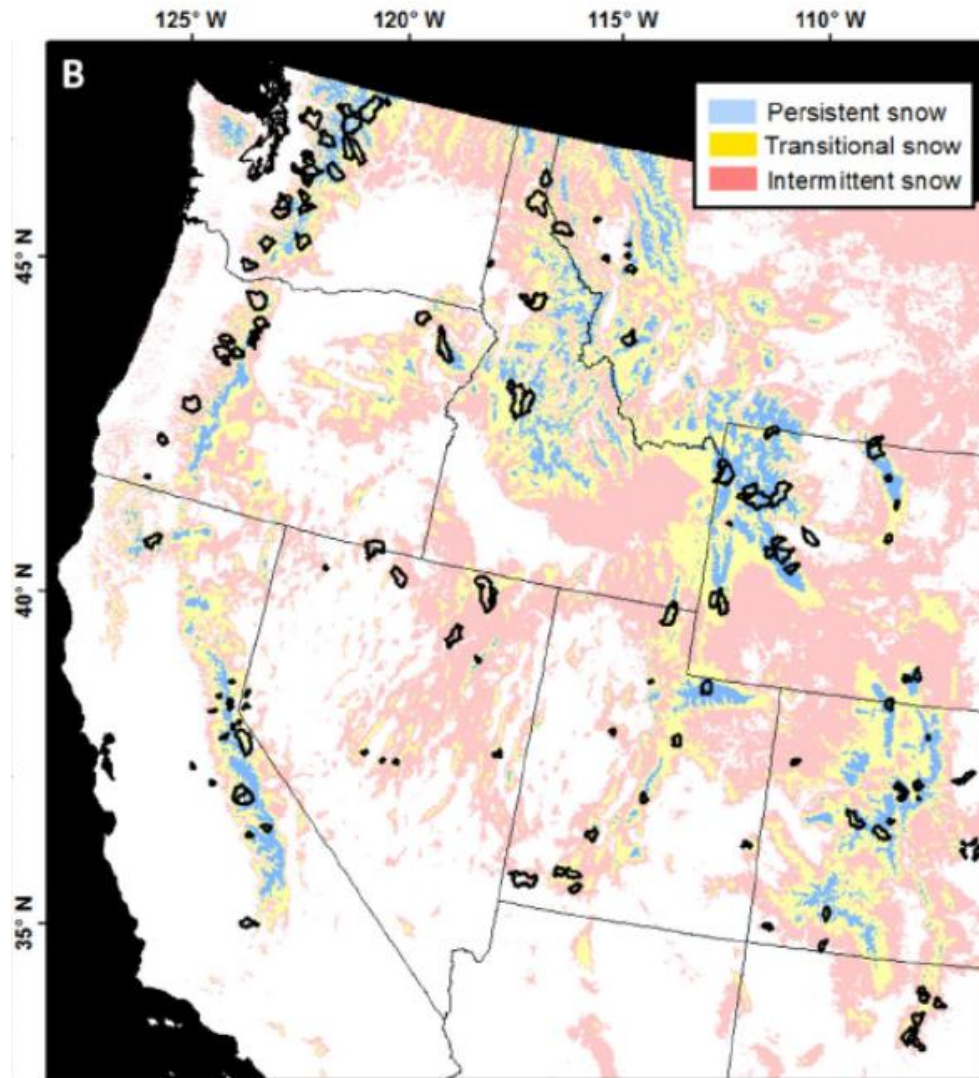 125° W 120° W 115° W 110° W
B
Persistent snow
Transitional snow
Intermittent snow
45° N
40° N
35° N